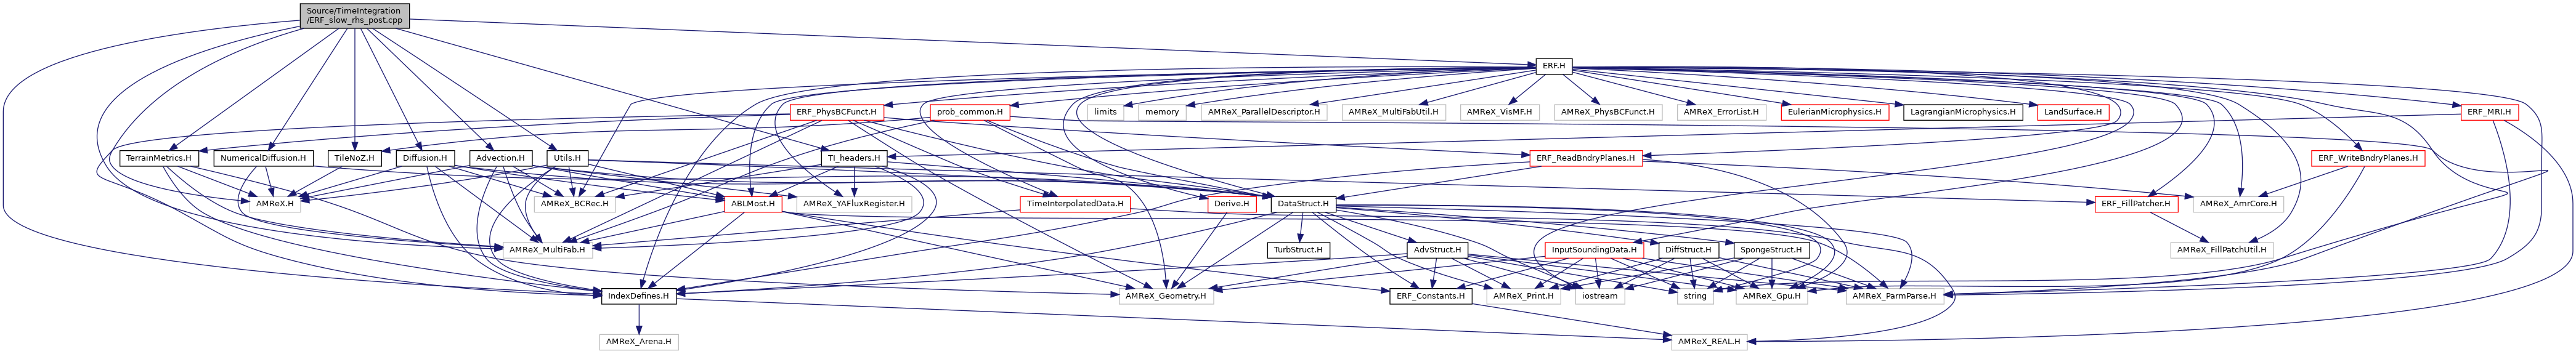 Source/TimeIntegration
/ERF_slow_rhs_post.cpp
ERF.H
ERF_PhysBCFunct.H
prob_common.H
limits
memory
AMReX_ParallelDescriptor.H
AMReX_MultiFabUtil.H
AMReX_VisMF.H
AMReX_PhysBCFunct.H
AMReX_ErrorList.H
EulerianMicrophysics.H
LagrangianMicrophysics.H
LandSurface.H
ERF_MRI.H
TerrainMetrics.H
NumericalDiffusion.H
TileNoZ.H
Diffusion.H
Advection.H
Utils.H
TI_headers.H
ERF_ReadBndryPlanes.H
ERF_WriteBndryPlanes.H
AMReX.H
AMReX_BCRec.H
ABLMost.H
AMReX_YAFluxRegister.H
TimeInterpolatedData.H
Derive.H
DataStruct.H
ERF_FillPatcher.H
AMReX_AmrCore.H
AMReX_MultiFab.H
TurbStruct.H
AdvStruct.H
InputSoundingData.H
DiffStruct.H
SpongeStruct.H
AMReX_FillPatchUtil.H
IndexDefines.H
AMReX_Geometry.H
ERF_Constants.H
AMReX_Print.H
iostream
string
AMReX_Gpu.H
AMReX_ParmParse.H
AMReX_Arena.H
AMReX_REAL.H